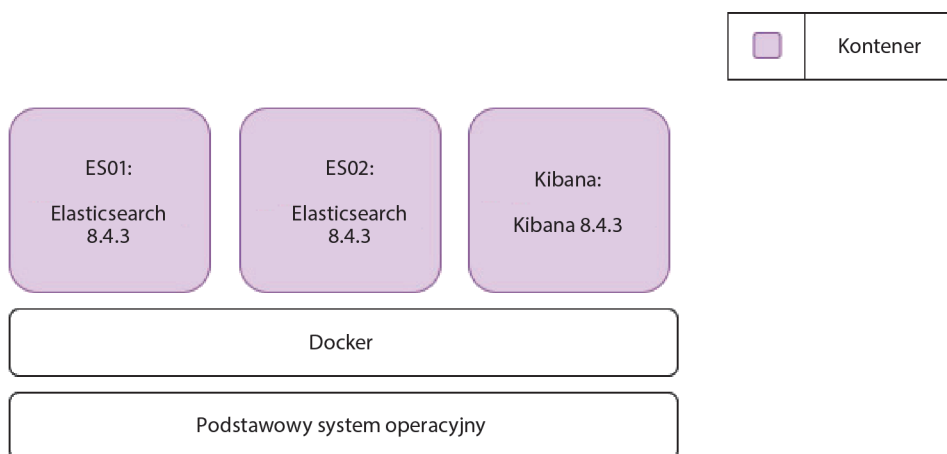 Kontener
ES01:
Elasticsearch
8.4.3
ES02:
Elasticsearch
8.4.3
Kibana:
Kibana 8.4.3
Docker
Podstawowy system operacyjny